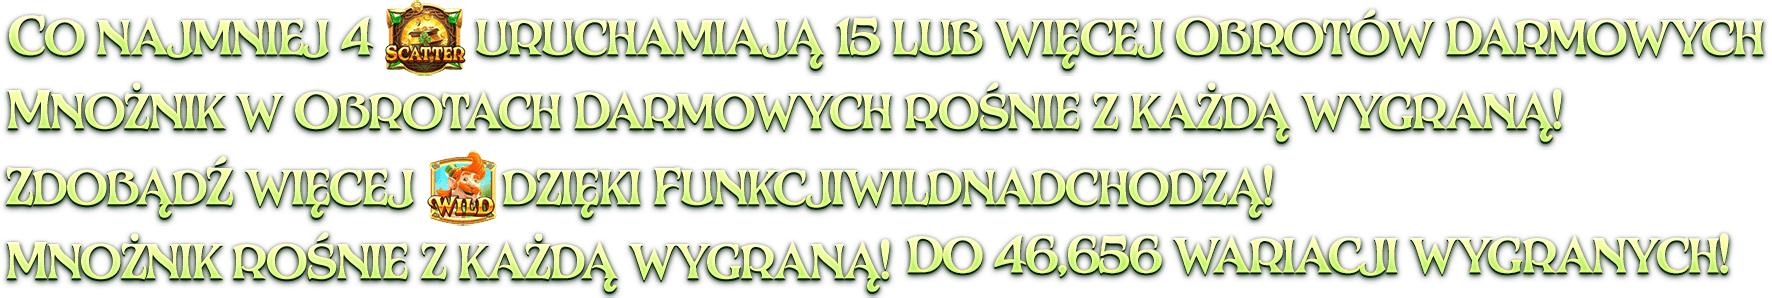 Co najmniej 4 SCATTER uruchamiają 15 lub więcej Obrotów Darmowych
Mnożnik w Obrotach Darmowych rośnie z każdą wygraną!
Zdobądź więcej WILD dzięki FunkcjiWildNadchodzą!
Mnożnik rośnie z każdą wygraną! Do 46,656 wariacji wygranych!